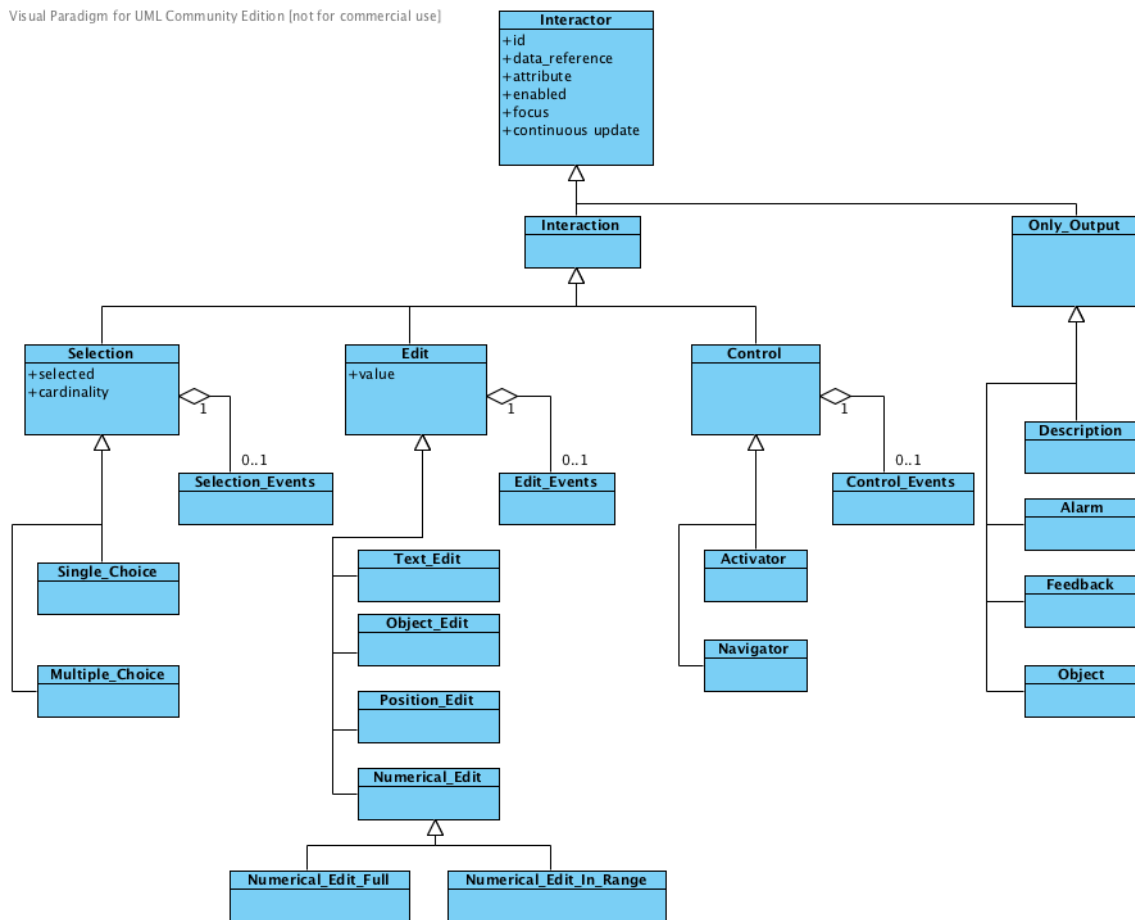 Visual Paradigm for UML Community Edition [not for commercial use]
Interactor
+id
+data_reference
+attribute
+enabled
+focus
+continuous update
Interaction
Only_Output
Selection
+selected
+cardinality
1
0..1
Selection_Events
Single_Choice
Multiple_Choice
Edit
+value
1
0..1
Edit_Events
Text_Edit
Object_Edit
Position_Edit
Numerical_Edit
Numerical_Edit_Full
Numerical_Edit_In_Range
Control
1
0..1
Control_Events
Activator
Navigator
Description
Alarm
Feedback
Object